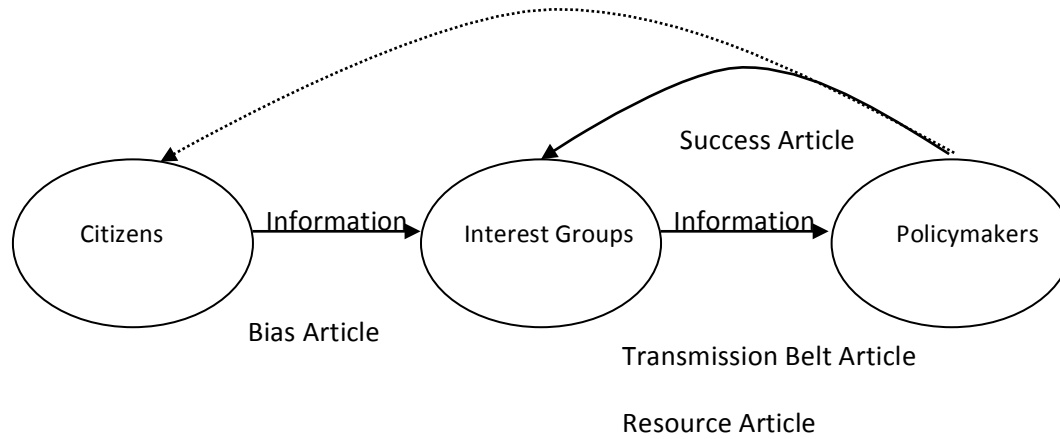 Success Article
Information
Information
Citizens
Interest Groups
Policymakers
Bias Article
Transmission Belt Article
Resource Article